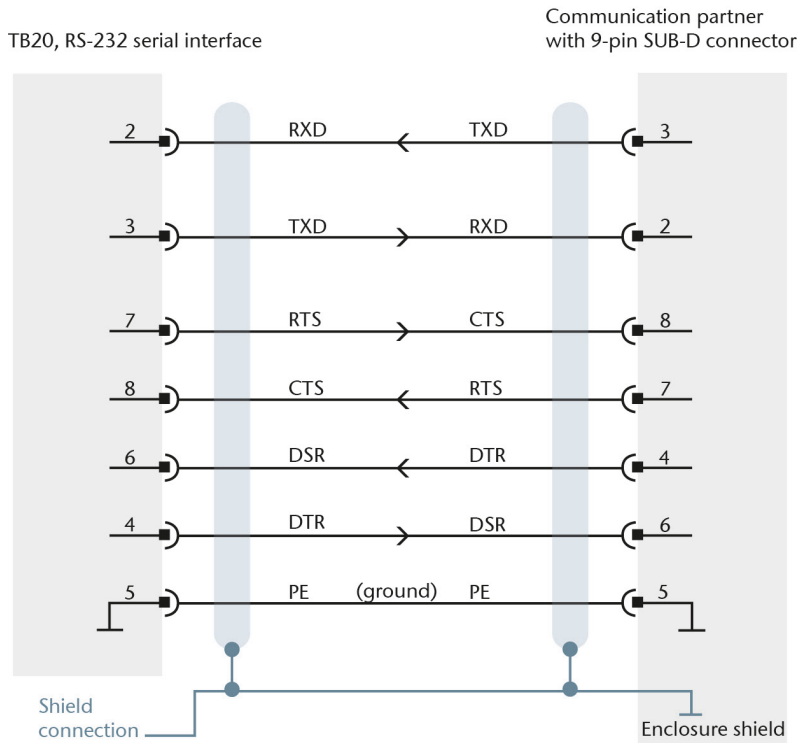 Communication partner
TB20, RS-232 serial interface
with 9-pin SUB-D connector
2 RXD TXD 3
3 TXD RXD 2
7 RTS CTS 8
8 CTS RTS 7
6 DSR DTR 4
4 DTR DSR 6
5 PE (ground) PE 5
Shield
connection
Enclosure shield